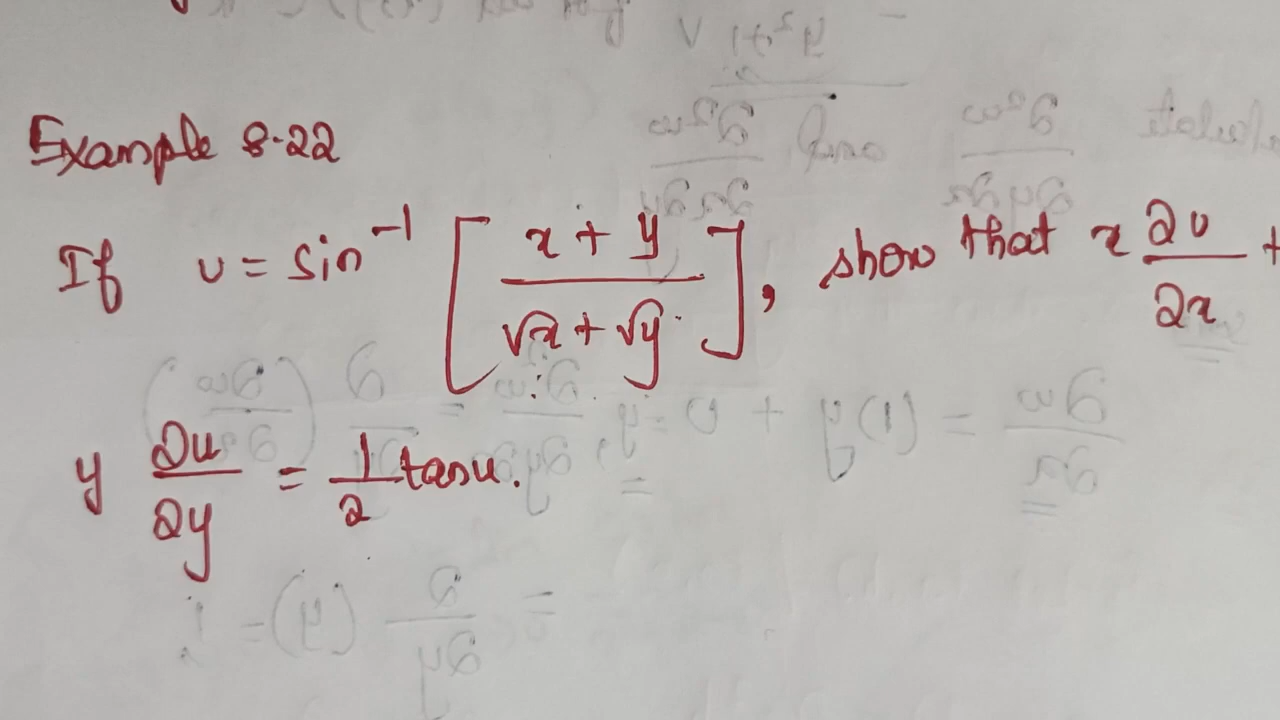 Example 8.22
If u = sin⁻¹ [ x + y / √x + √y ], show that x ∂u/∂x +
y ∂u/∂y = 1/2 tan u.